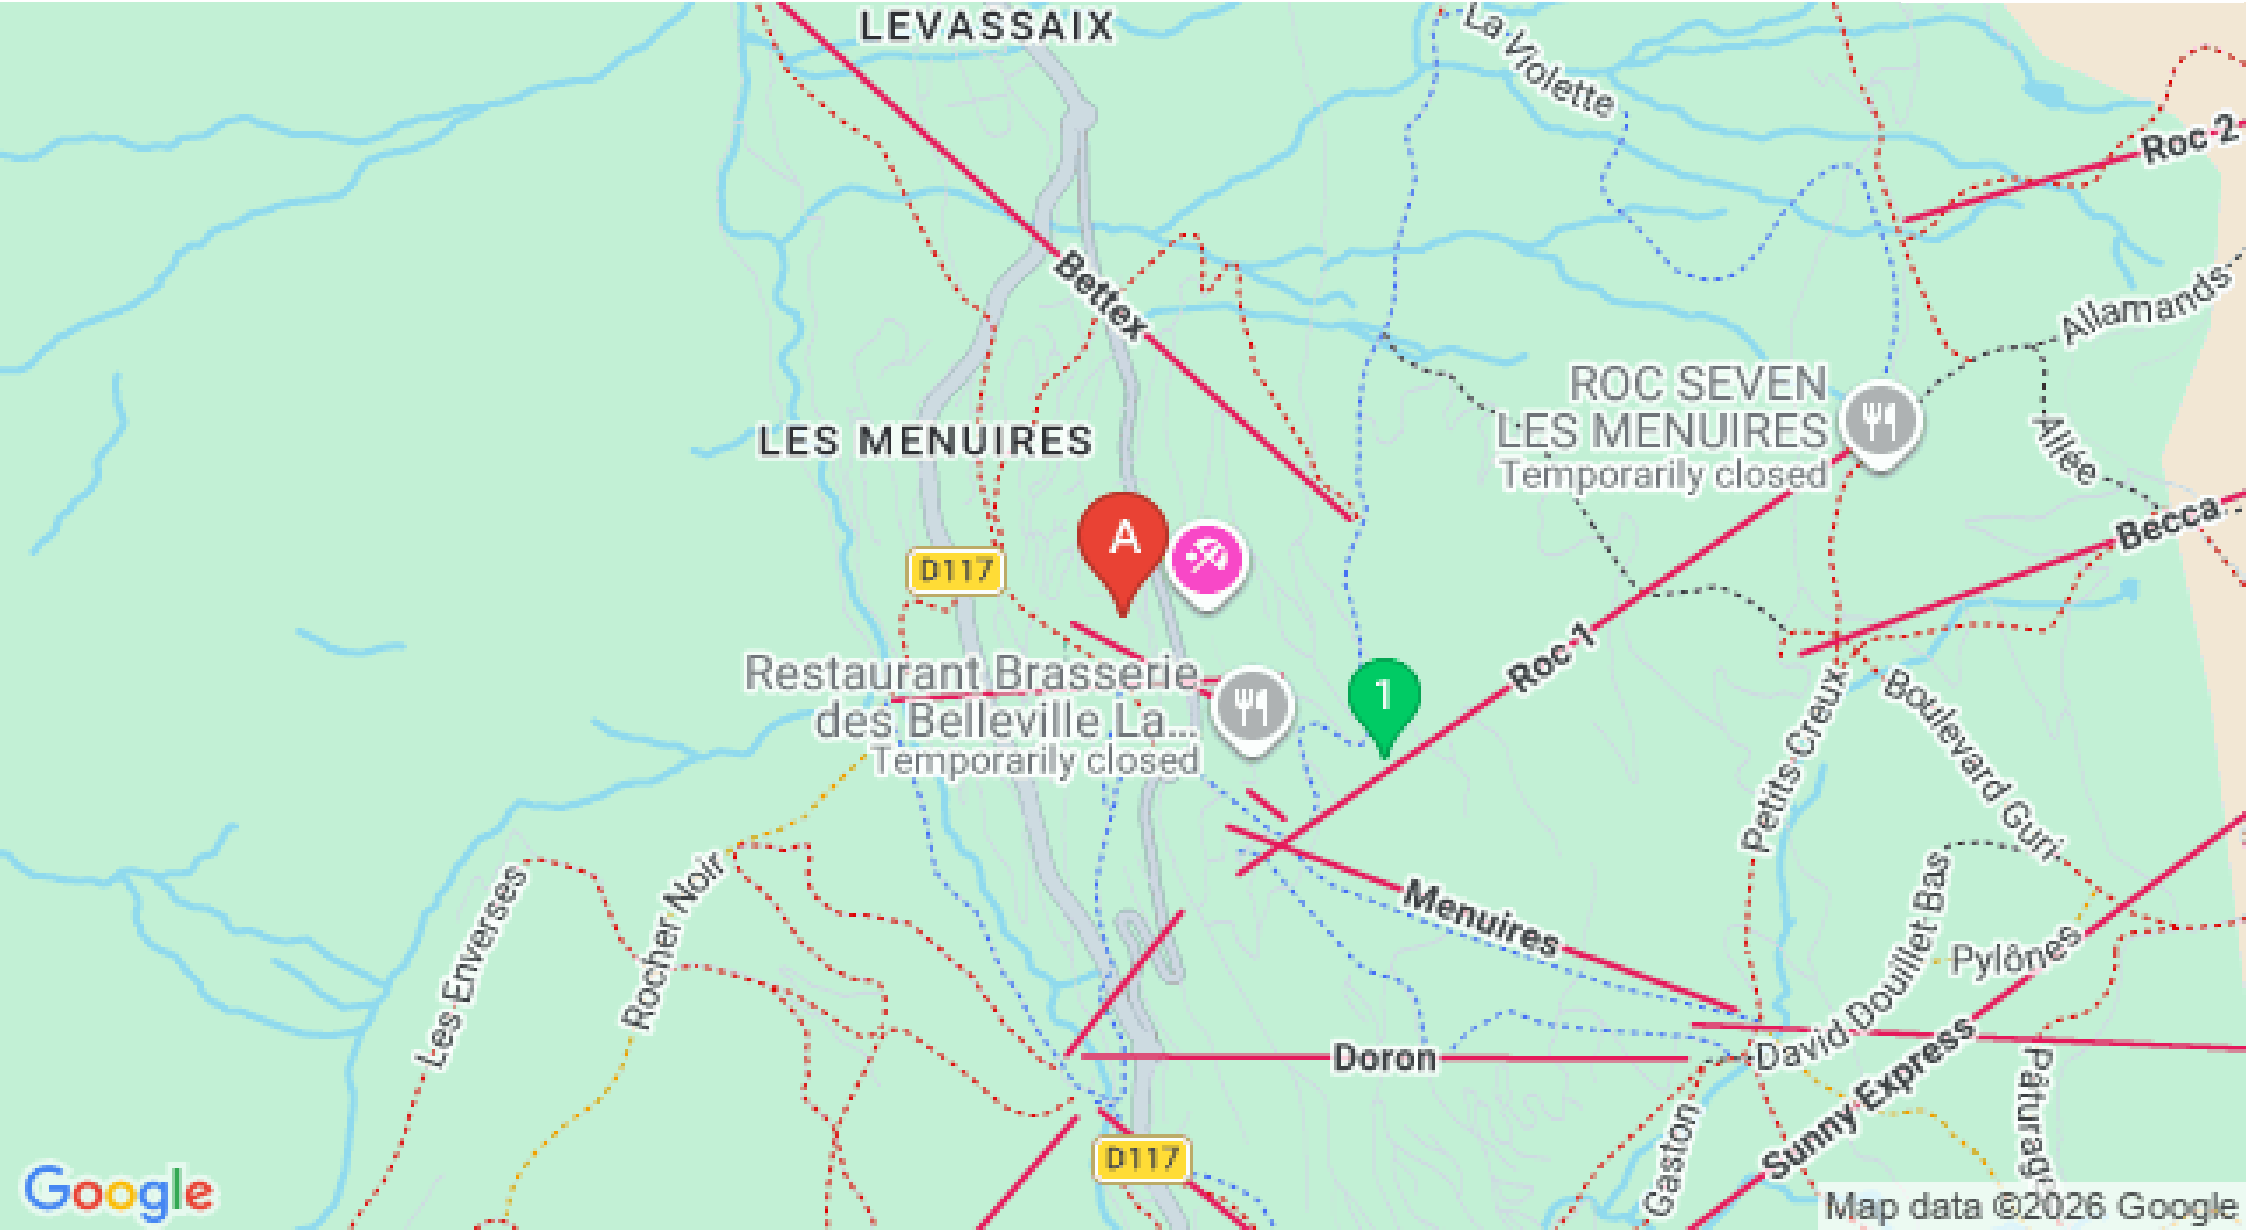 LEVASSAIX
La Violette
Roc 2
Bettex
Allamands
ROC SEVEN
LES MENUIRES
Temporarily closed
LES MENUIRES
Allée
Becca
A
D117
Roc 1
Restaurant Brasserie
des Belleville La...
Temporarily closed
1
Petits Creux
Boulevard Guri
Les Enverses
Rocher Noir
Menuires
David Douillet Bas
Pylônes
Doron
Sunny Express
Gaston
Pâturag
D117
Google
Map data ©2026 Google